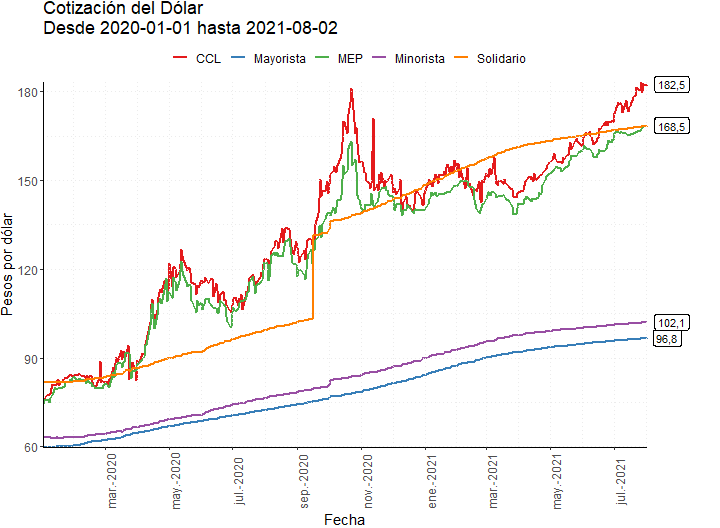 Cotización del Dólar
Desde 2020-01-01 hasta 2021-08-02
CCL Mayorista MEP Minorista Solidario
Pesos por dólar
180
150
120
90
60
182,5
168,5
102,1
96,8
mar.-2020
may.-2020
jul.-2020
sep.-2020
nov.-2020
ene.-2021
mar.-2021
may.-2021
jul.-2021
Fecha